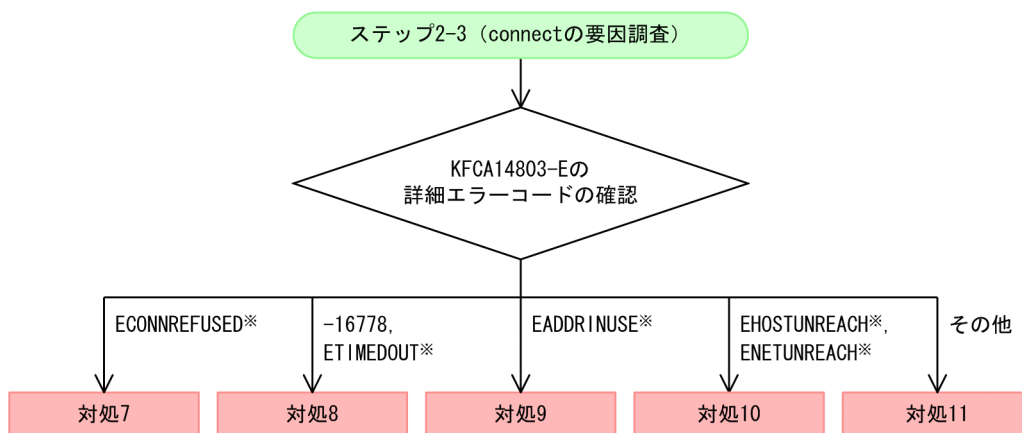 ステップ2-3（connectの要因調査）
KFCA14803-Eの
詳細エラーコードの確認
ECONNREFUSED※
-16778,
ETIMEDOUT※
EADDRINUSE※
EHOSTUNREACH※,
ENETUNREACH※
その他
対処7
対処8
対処9
対処10
対処11